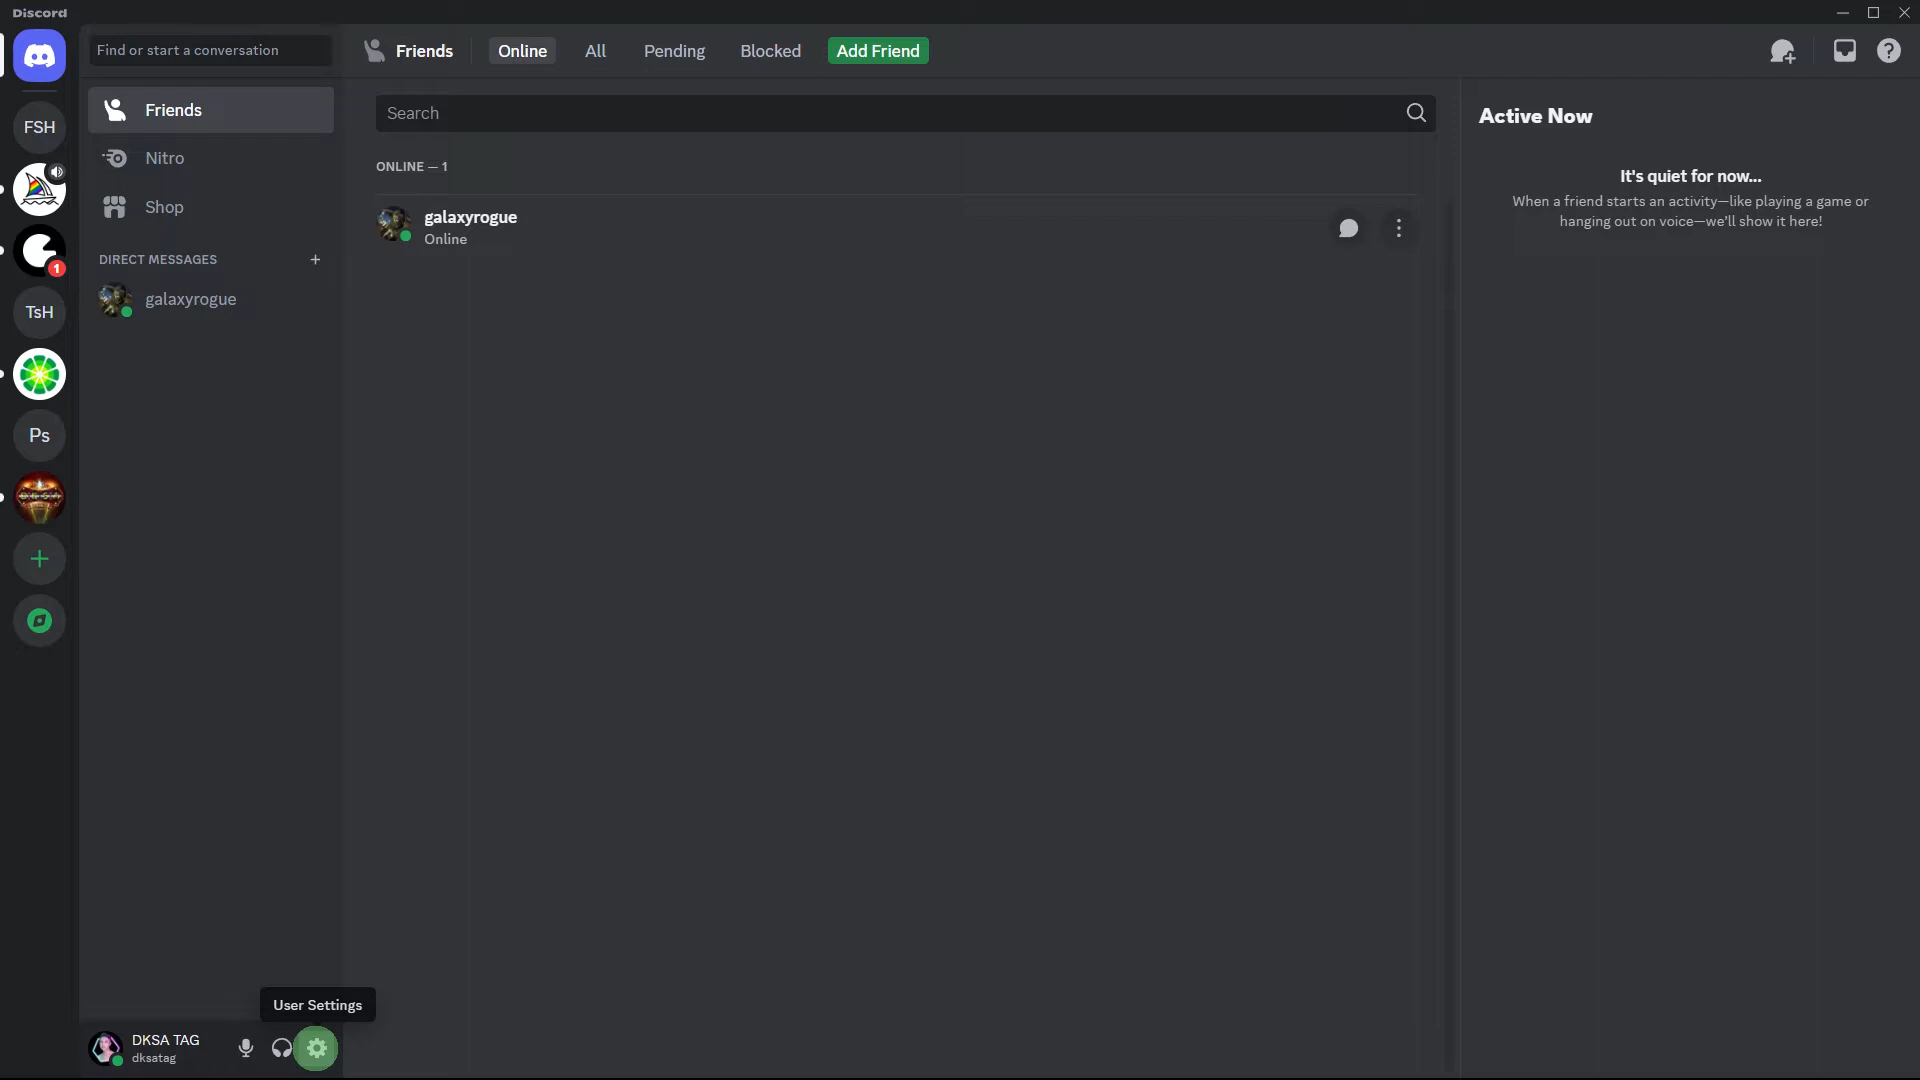 Discord
Find or start a conversation
Friends
Online
All
Pending
Blocked
Add Friend
FSH
1
TsH
Ps
Friends
Nitro
Shop
DIRECT MESSAGES
galaxyrogue
Search
ONLINE — 1
galaxyrogue
Online
Active Now
It's quiet for now...
When a friend starts an activity—like playing a game or
hanging out on voice—we'll show it here!
User Settings
DKSA TAG
dksatag